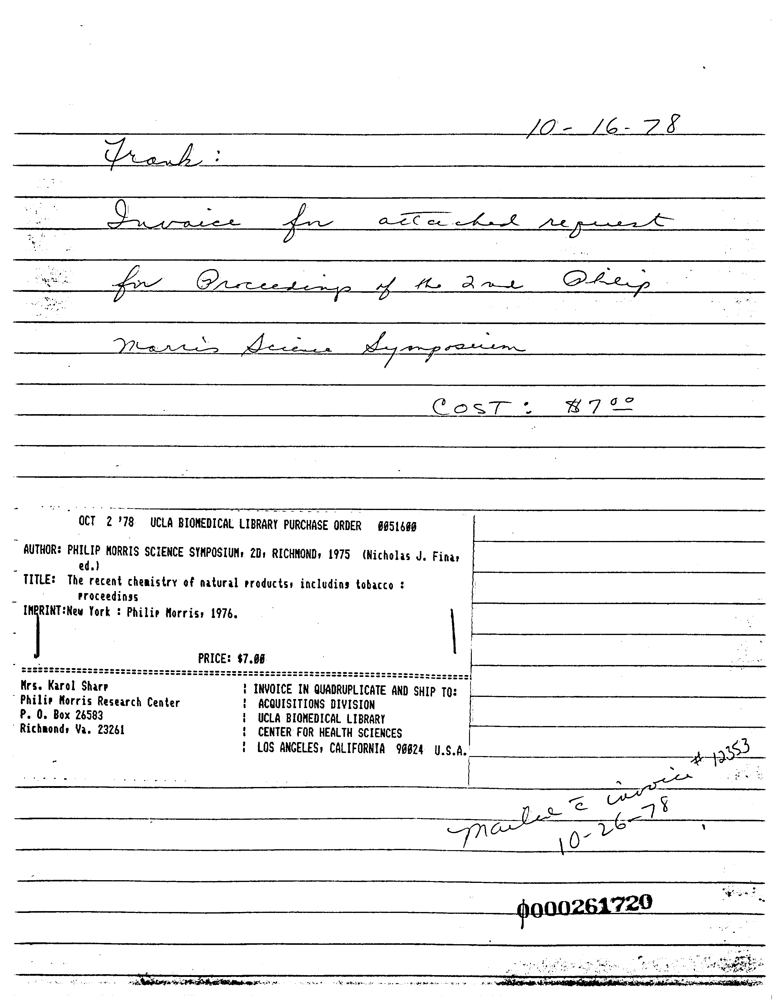 10-16-78
Frank:
Invoice for attached request
for Proceedings of the 2nd Philip
Morris Science Symposium
COST: $7 00
OCT 2 '78 UCLA BIOMEDICAL LIBRARY PURCHASE ORDER 0051600
AUTHOR: PHILIP MORRIS SCIENCE SYMPOSIUM, 2D, RICHMOND, 1975 (Nicholas J. Fina,
ed.)
TITLE: The recent chemistry of natural products, including tobacco :
proceedings
IMPRINT:New York : Philip Morris, 1976.
PRICE: $7.00
Mrs. Karol Sharp
Philip Morris Research Center
P. O. Box 26583
Richmond, Va. 23261
INVOICE IN QUADRUPLICATE AND SHIP TO:
ACQUISITIONS DIVISION
UCLA BIOMEDICAL LIBRARY
CENTER FOR HEALTH SCIENCES
LOS ANGELES, CALIFORNIA 90024 U.S.A.
Mailed c̄ invoice # 12353
10-26-78
0000261720